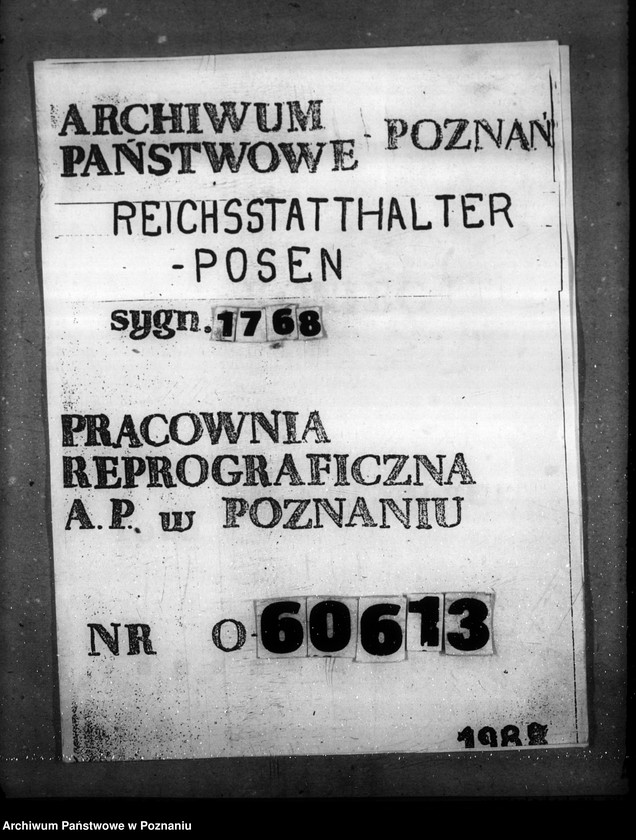 ARCHIWUM
PAŃSTWOWE - POZNAŃ
REICHSSTATTHALTER
-POSEN
sygn. 1768
PRACOWNIA
REPROGRAFICZNA
A.P. w POZNANIU
NR O-60613
Archiwum Państwowe w Poznaniu